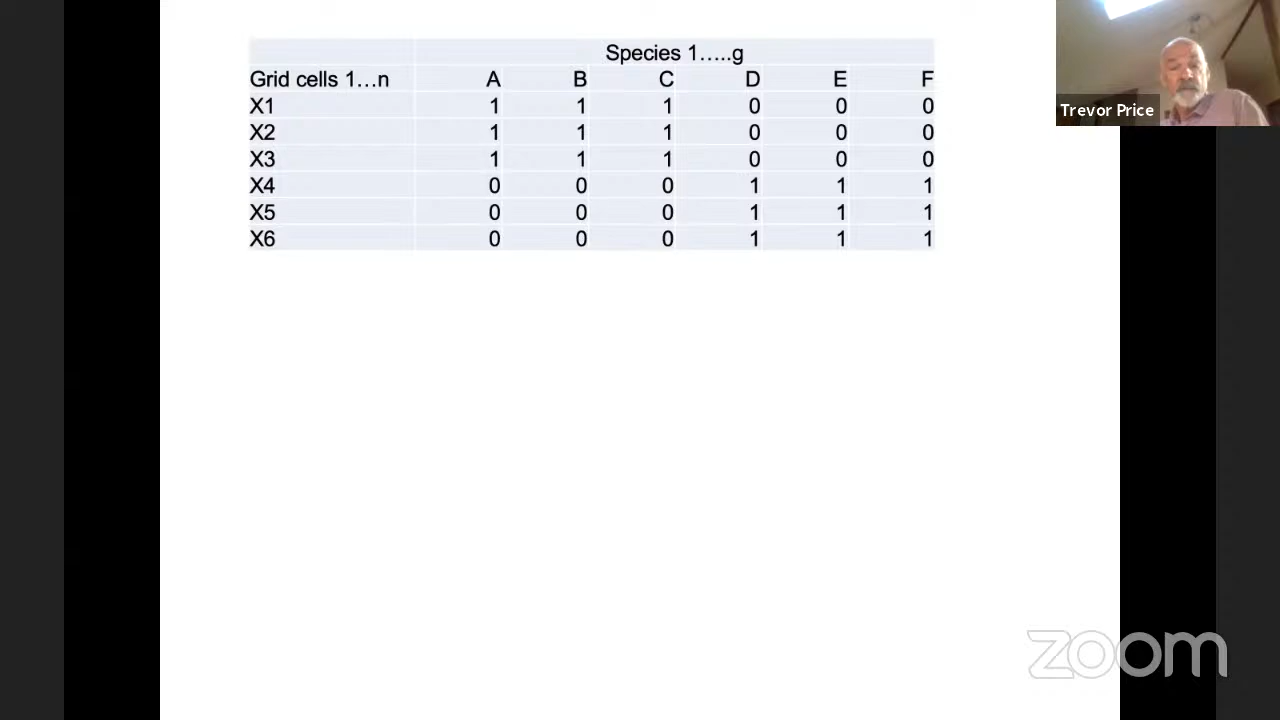 Species 1…..g
Grid cells 1…n A B C D E F
X1 1 1 1 0 0 0
X2 1 1 1 0 0 0
X3 1 1 1 0 0 0
X4 0 0 0 1 1 1
X5 0 0 0 1 1 1
X6 0 0 0 1 1 1
Trevor Price
zoom